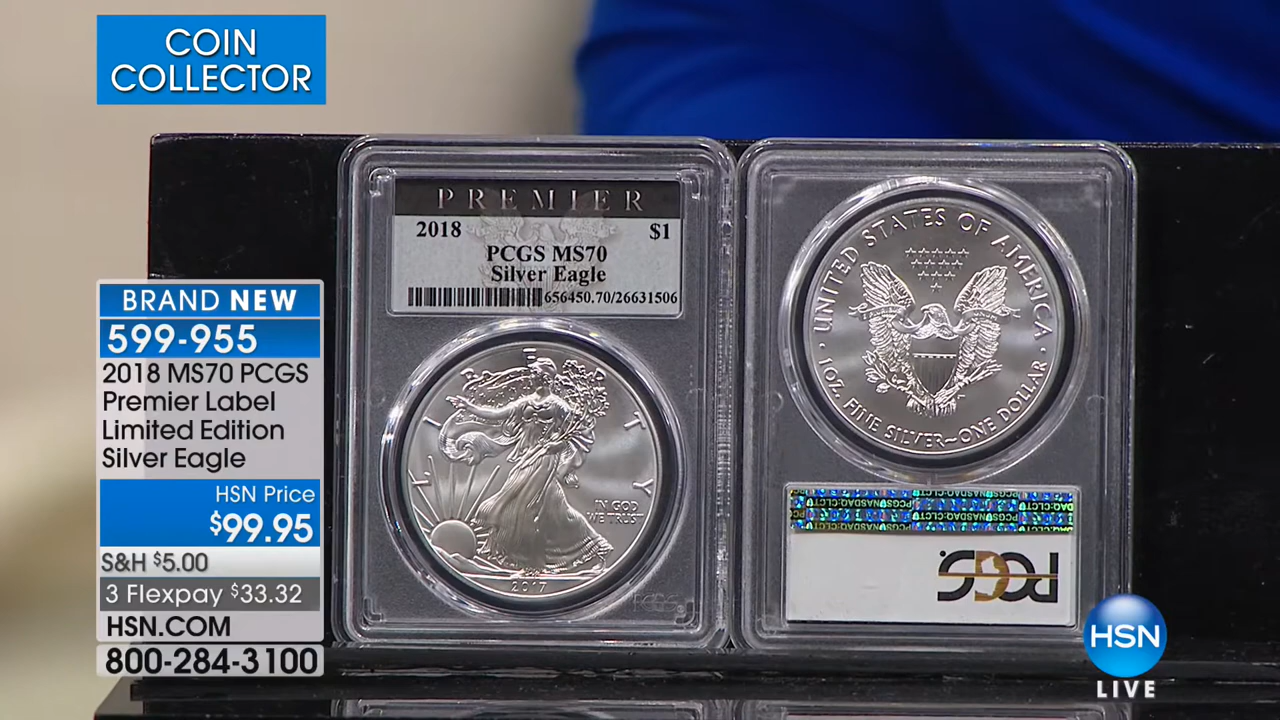 COIN
COLLECTOR
BRAND NEW
599-955
2018 MS70 PCGS
Premier Label
Limited Edition
Silver Eagle
HSN Price
$99.95
S&H $5.00
3 Flexpay $33.32
HSN.COM
800-284-3100
PREMIER
2018 $1
PCGS MS70
Silver Eagle
656450.70/26631506
LIBERTY
IN GOD
WE TRUST
2017
PCGS
UNITED STATES OF AMERICA
1 OZ. FINE SILVER~ONE DOLLAR
PCGS
HSN
LIVE